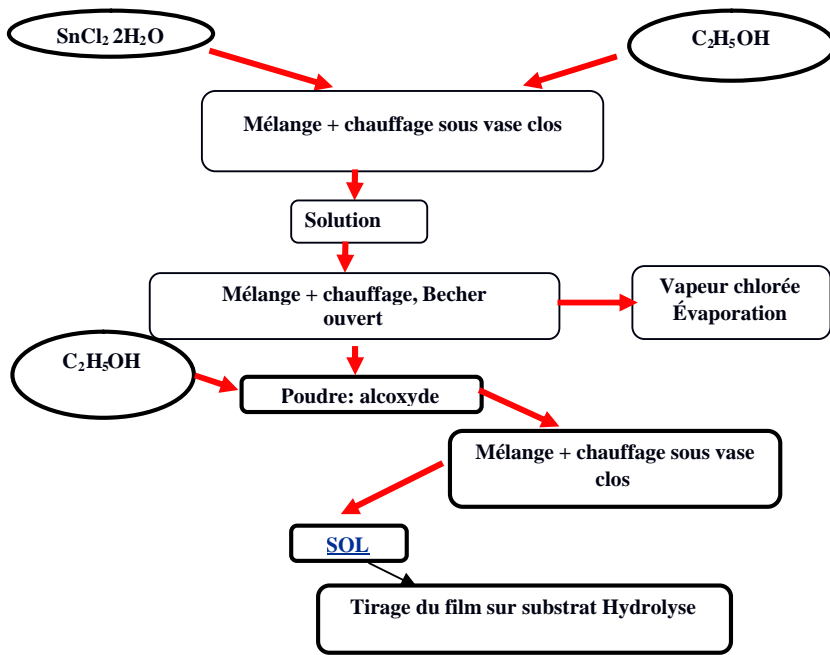 SnCl₂ 2H₂O
C₂H₅OH
Mélange + chauffage sous vase clos
Solution
Mélange + chauffage, Becher
ouvert
Vapeur chlorée
Évaporation
C₂H₅OH
Poudre: alcoxyde
Mélange + chauffage sous vase
clos
SOL
Tirage du film sur substrat Hydrolyse